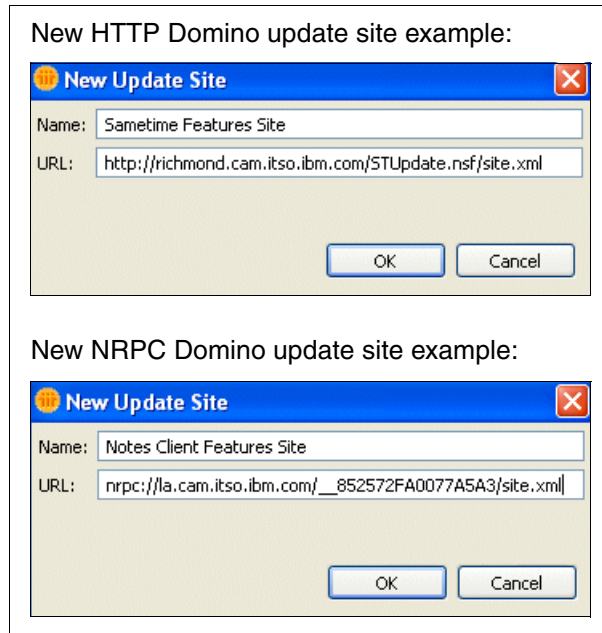 New HTTP Domino update site example:
New Update Site
Name: Sametime Features Site
URL: http://richmond.cam.itso.ibm.com/STUpdate.nsf/site.xml
OK Cancel
New NRPC Domino update site example:
New Update Site
Name: Notes Client Features Site
URL: nrpc://la.cam.itso.ibm.com/__852572FA0077A5A3/site.xml
OK Cancel